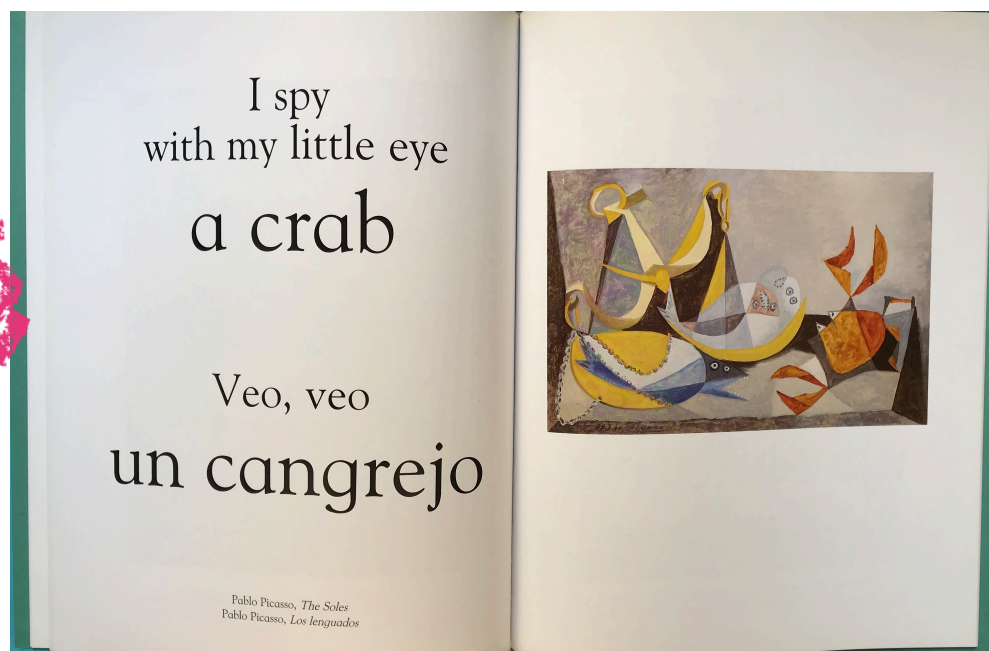 I spy
with my little eye
a crab
Veo, veo
un cangrejo
Pablo Picasso, The Soles
Pablo Picasso, Los lenguados